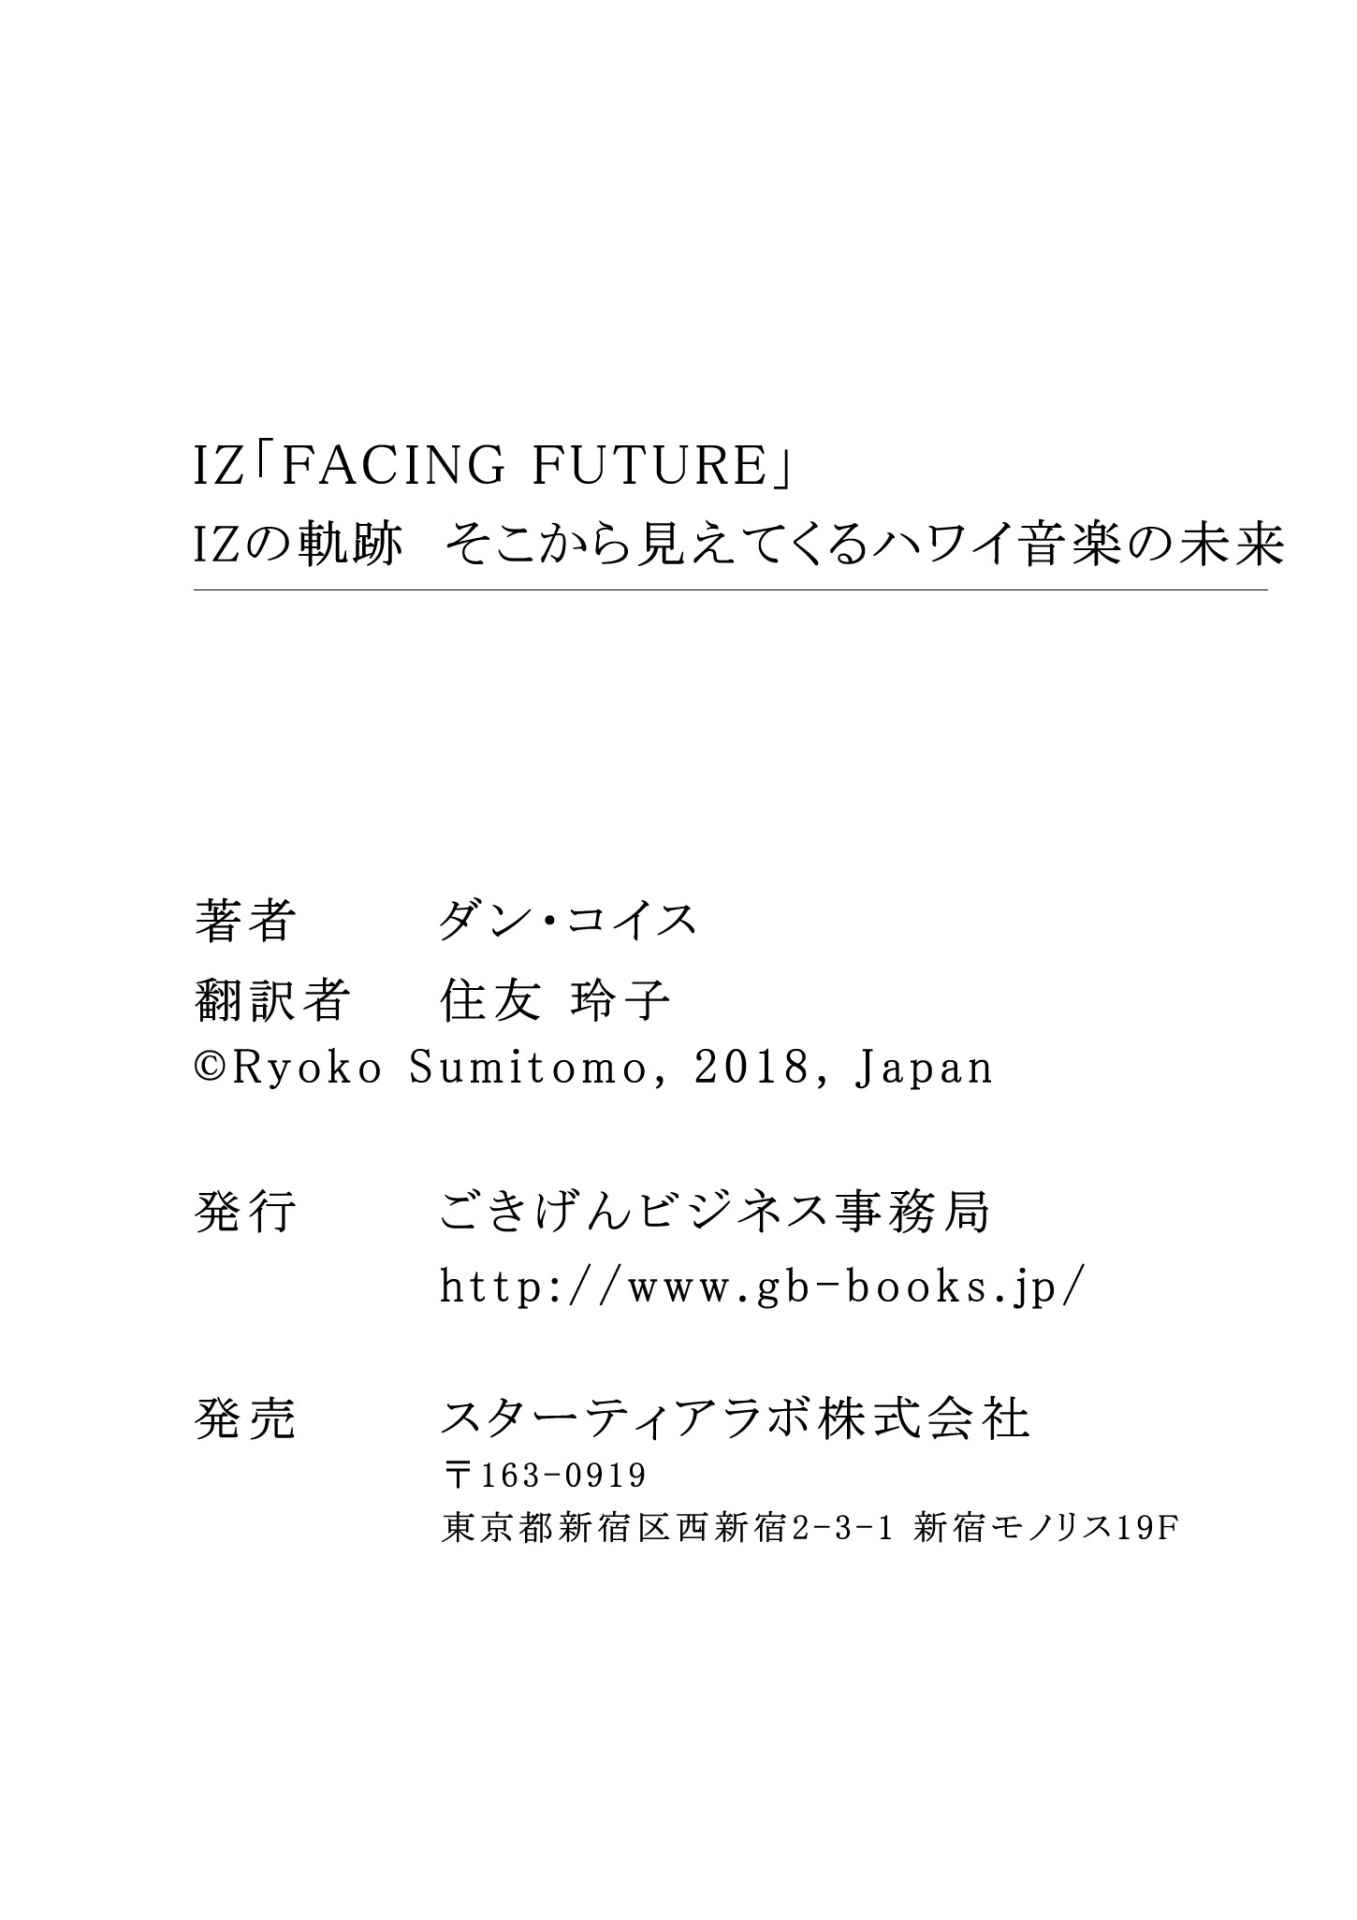 IZ「FACING FUTURE」
IZの軌跡　そこから見えてくるハワイ音楽の未来
著者　ダン・コイス
翻訳者　住友 玲子
©Ryoko Sumitomo, 2018, Japan
発行　ごきげんビジネス事務局
http://www.gb-books.jp/
発売　スターティアラボ株式会社
〒163-0919
東京都新宿区西新宿2-3-1 新宿モノリス19F